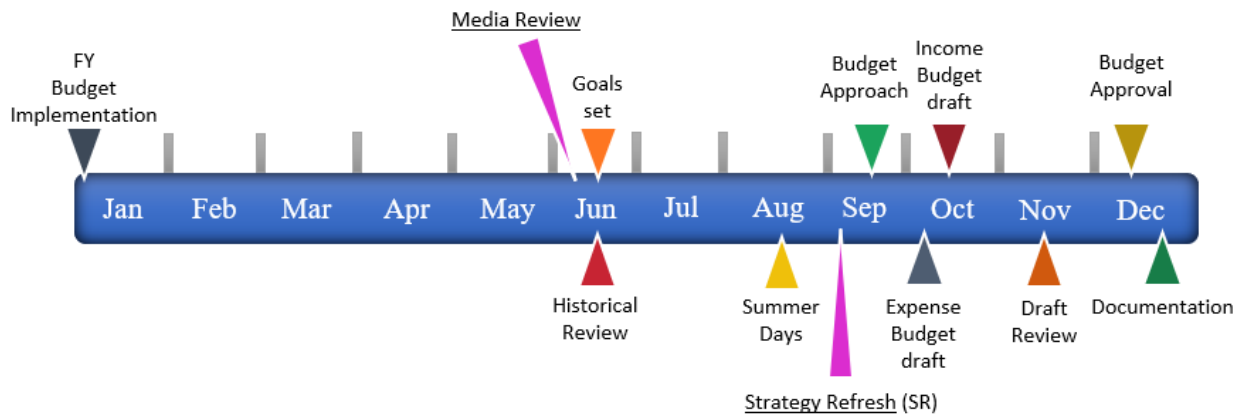 Media Review
FY
Budget
Implementation
Goals
set
Budget
Approach
Income
Budget
draft
Budget
Approval
Jan Feb Mar Apr May Jun Jul Aug Sep Oct Nov Dec
Historical
Review
Summer
Days
Expense
Budget
draft
Draft
Review
Documentation
Strategy Refresh (SR)